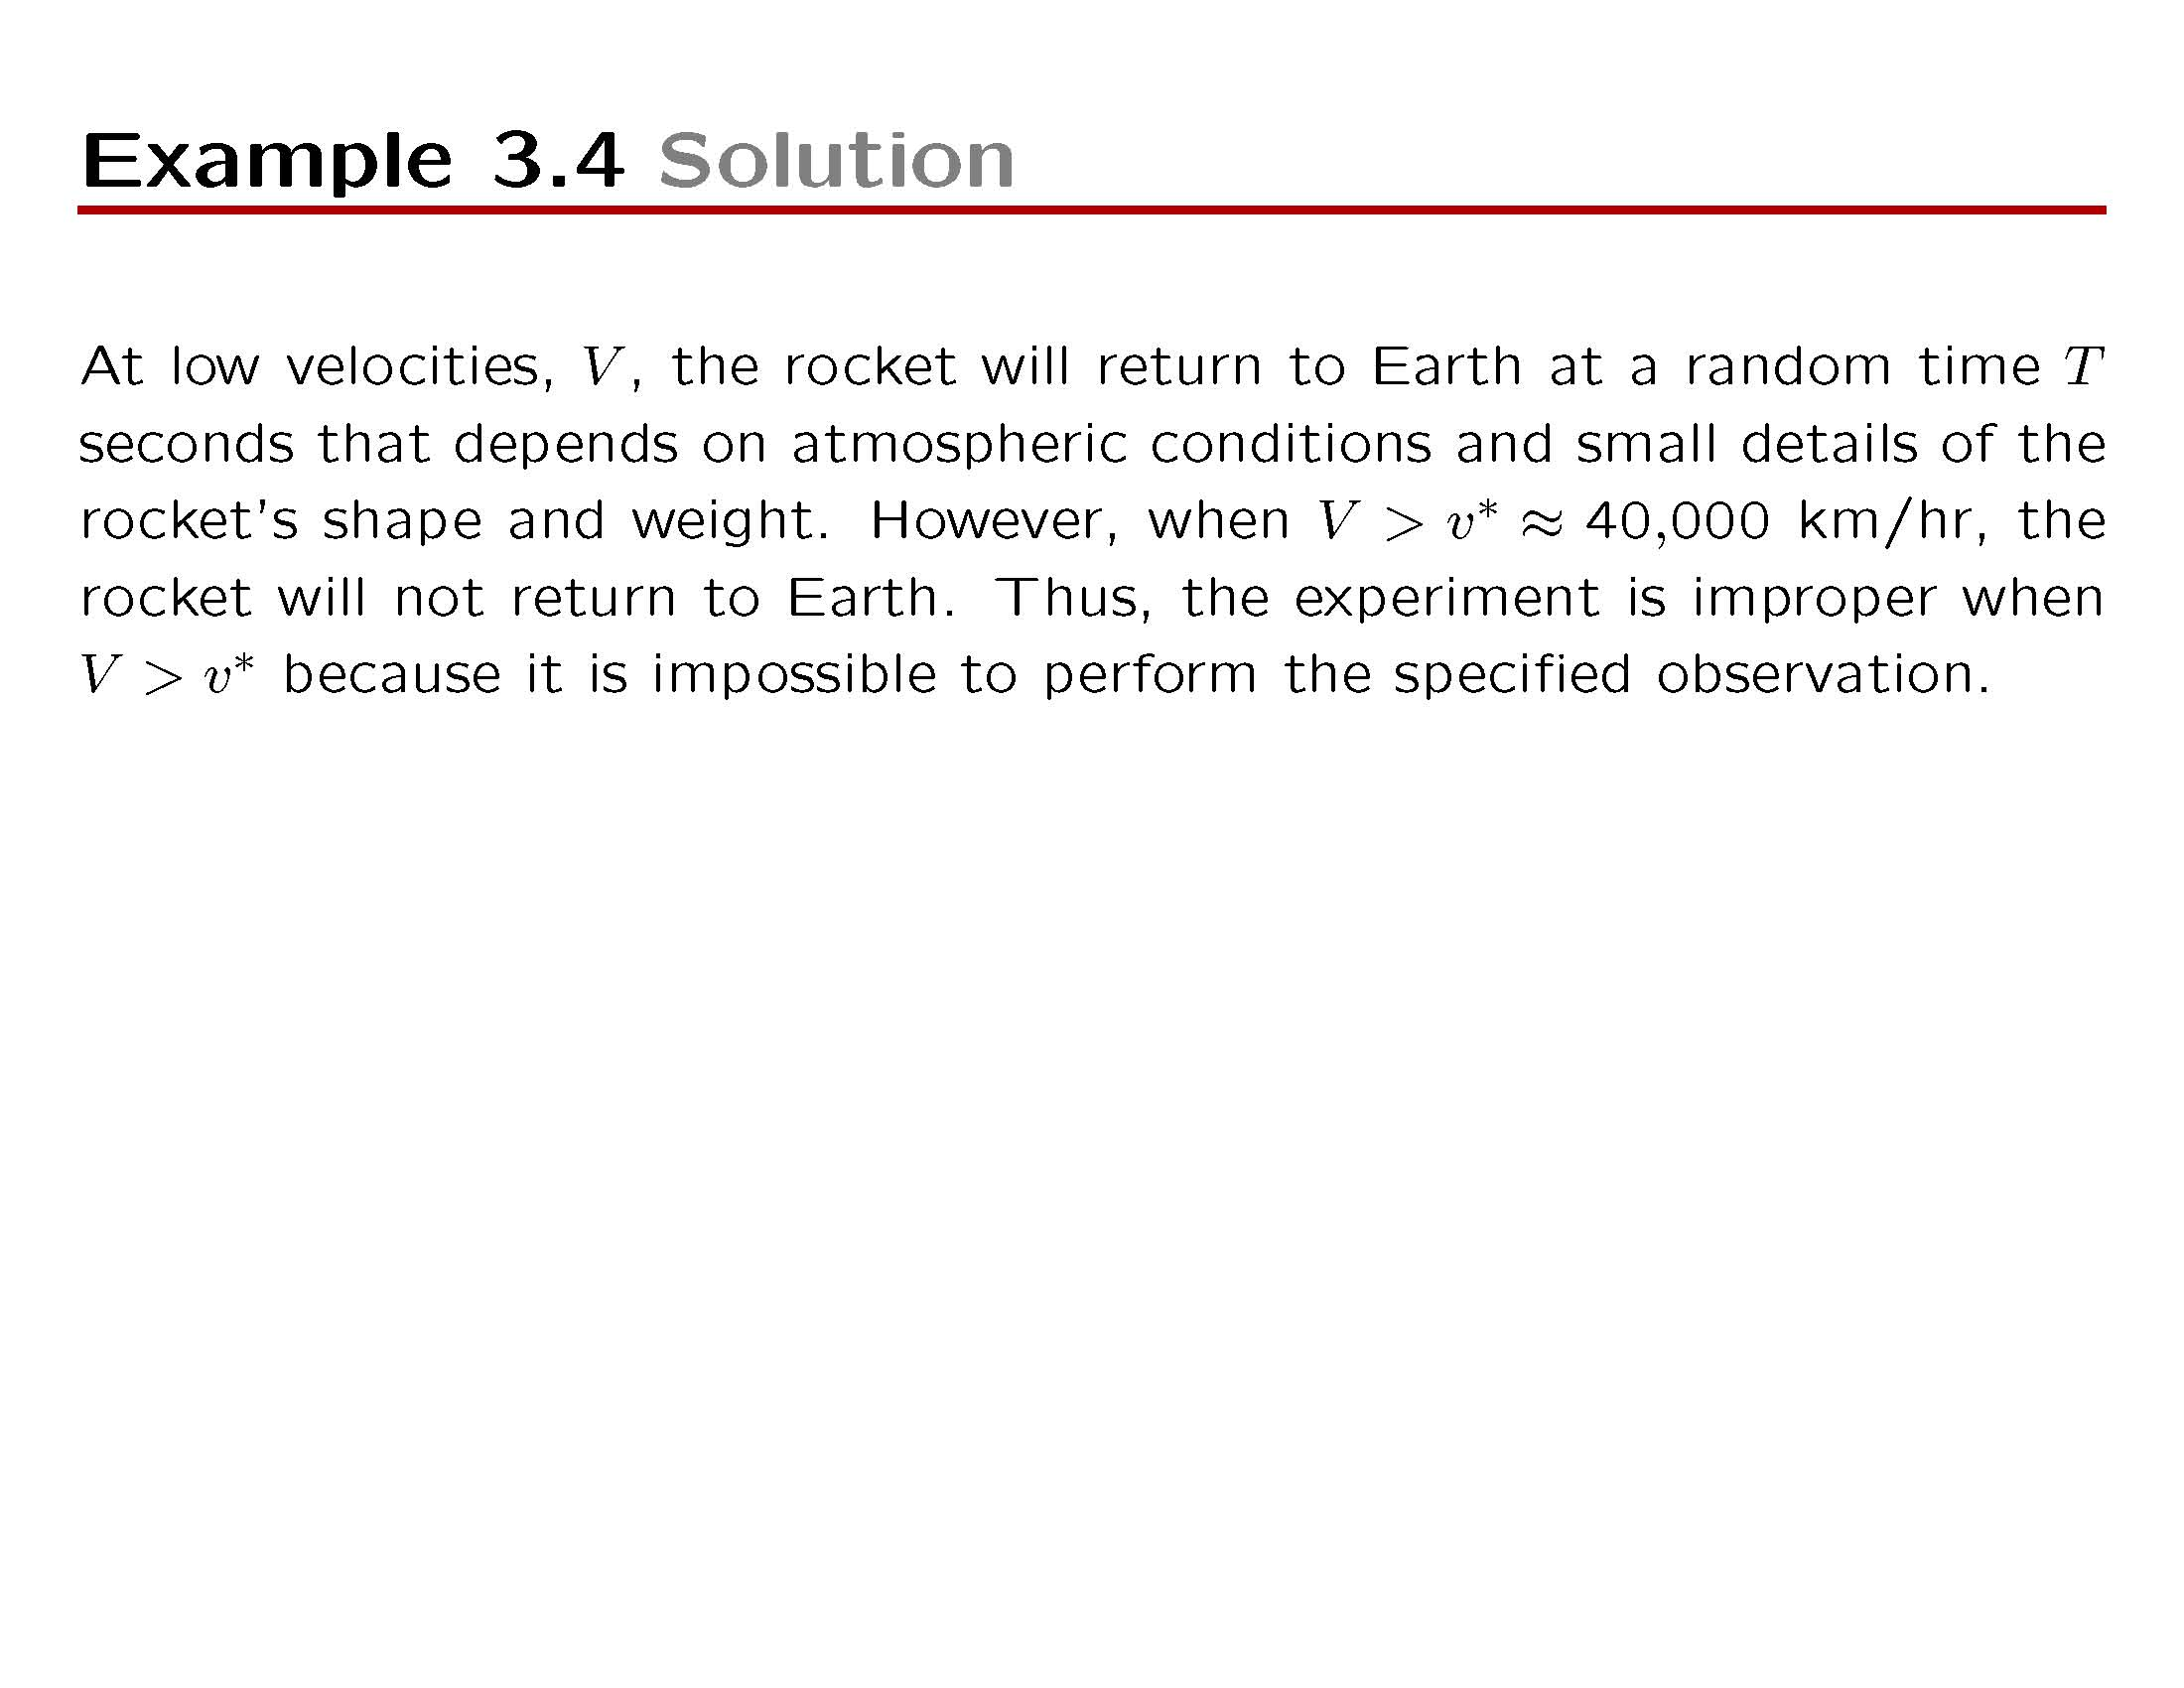 Example 3.4 Solution
At low velocities, V, the rocket will return to Earth at a random time T
seconds that depends on atmospheric conditions and small details of the
rocket's shape and weight. However, when V > v* ≈ 40,000 km/hr, the
rocket will not return to Earth. Thus, the experiment is improper when
V > v* because it is impossible to perform the specified observation.